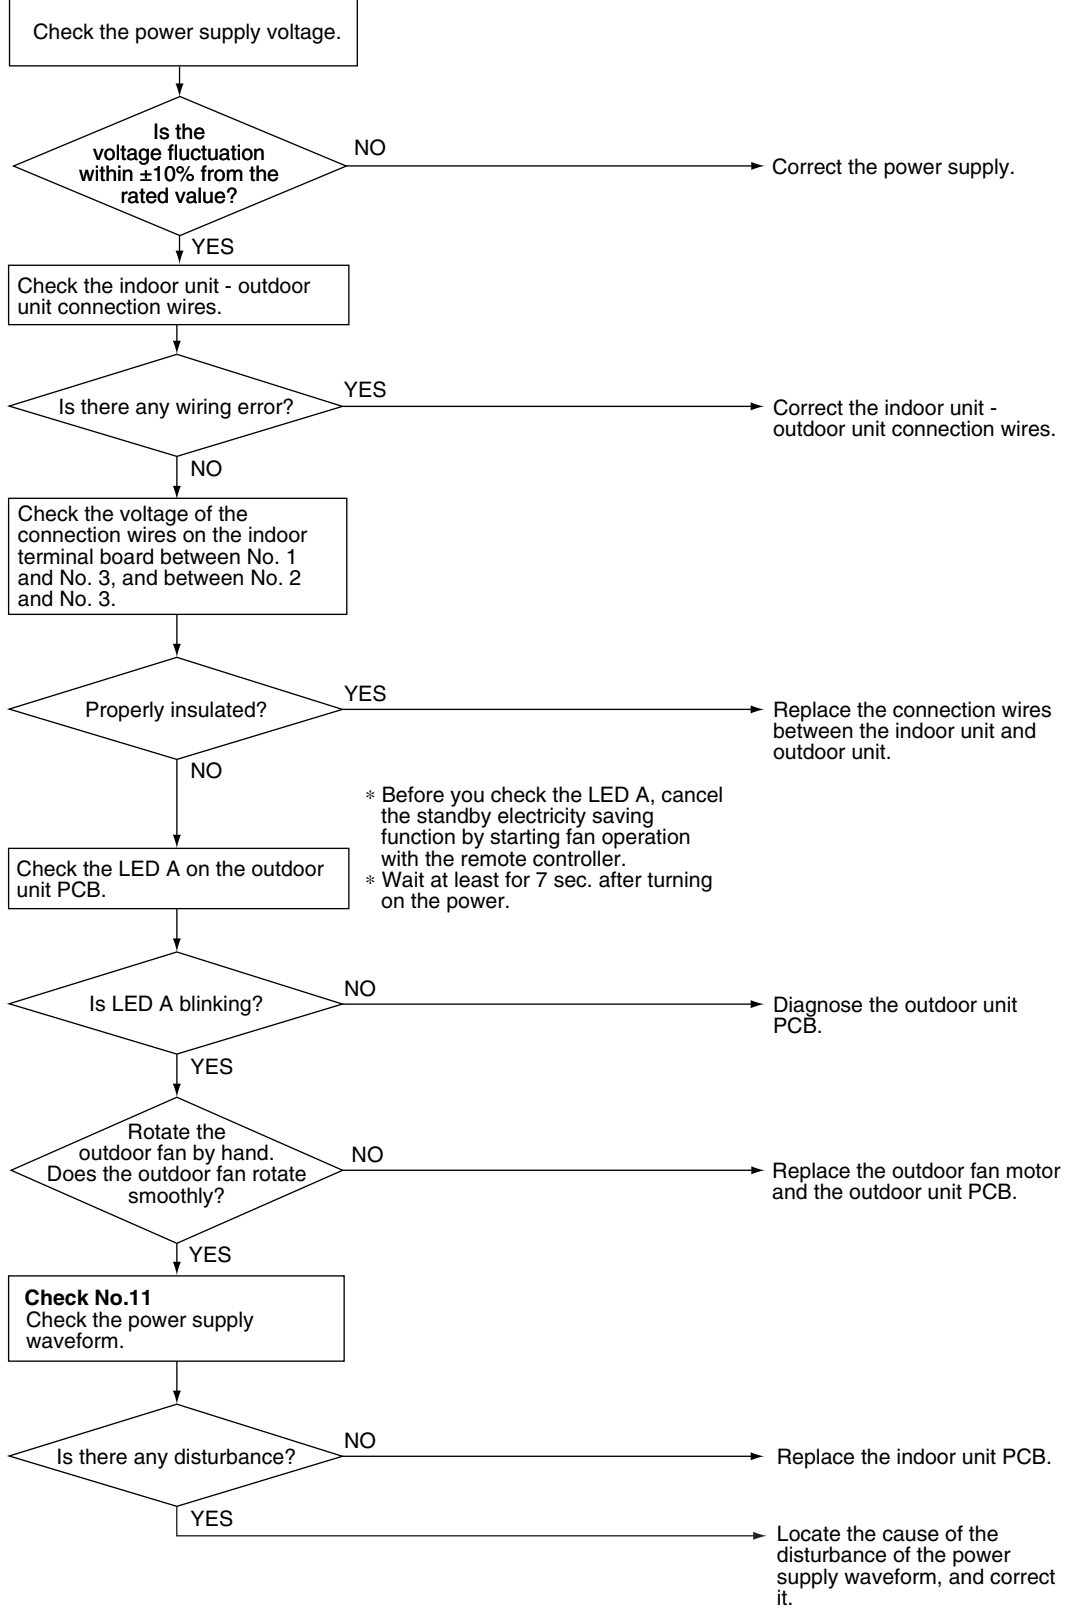 Check the power supply voltage.
Is the
voltage fluctuation
within ±10% from the
rated value?
NO
Correct the power supply.
YES
Check the indoor unit - outdoor
unit connection wires.
Is there any wiring error?
YES
Correct the indoor unit -
outdoor unit connection wires.
NO
Check the voltage of the
connection wires on the indoor
terminal board between No. 1
and No. 3, and between No. 2
and No. 3.
Properly insulated?
YES
Replace the connection wires
between the indoor unit and
outdoor unit.
NO
∗ Before you check the LED A, cancel
the standby electricity saving
function by starting fan operation
with the remote controller.
∗ Wait at least for 7 sec. after turning
on the power.
Check the LED A on the outdoor
unit PCB.
Is LED A blinking?
NO
Diagnose the outdoor unit
PCB.
YES
Rotate the
outdoor fan by hand.
Does the outdoor fan rotate
smoothly?
NO
Replace the outdoor fan motor
and the outdoor unit PCB.
YES
Check No.11
Check the power supply
waveform.
Is there any disturbance?
NO
Replace the indoor unit PCB.
YES
Locate the cause of the
disturbance of the power
supply waveform, and correct
it.